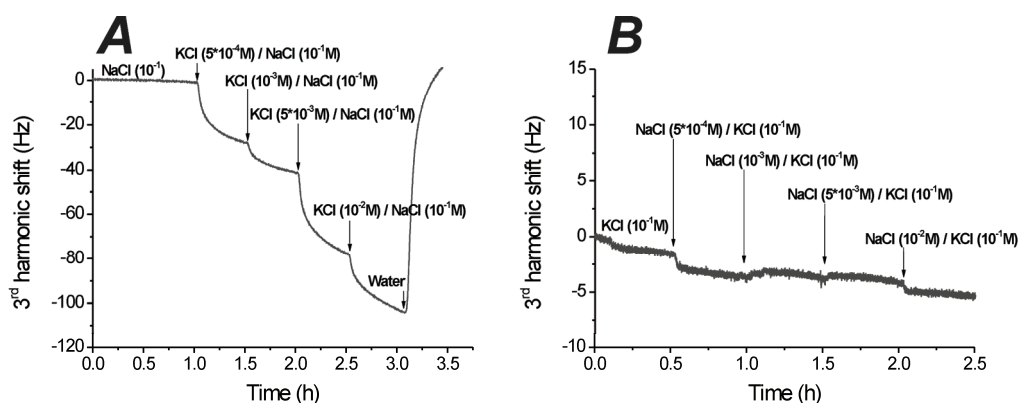 A
NaCl (10⁻¹)
KCl (5*10⁻⁴M) / NaCl (10⁻¹M)
KCl (10⁻³M) / NaCl (10⁻¹M)
KCl (5*10⁻³M) / NaCl (10⁻¹M)
KCl (10⁻²M) / NaCl (10⁻¹M)
Water
3ʳᵈ harmonic shift (Hz)
0
-20
-40
-60
-80
-100
-120
0.0 0.5 1.0 1.5 2.0 2.5 3.0 3.5
Time (h)
B
NaCl (5*10⁻⁴M) / KCl (10⁻¹M)
NaCl (10⁻³M) / KCl (10⁻¹M)
NaCl (5*10⁻³M) / KCl (10⁻¹M)
KCl (10⁻¹M)
NaCl (10⁻²M) / KCl (10⁻¹M)
3ʳᵈ harmonic shift (Hz)
15
10
5
0
-5
-10
0.0 0.5 1.0 1.5 2.0 2.5
Time (h)